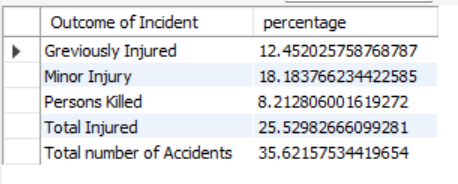 Outcome of Incident percentage
Greviously Injured 12.452025758768787
Minor Injury 18.183766234422585
Persons Killed 8.212806001619272
Total Injured 25.52982666099281
Total number of Accidents 35.62157534419654